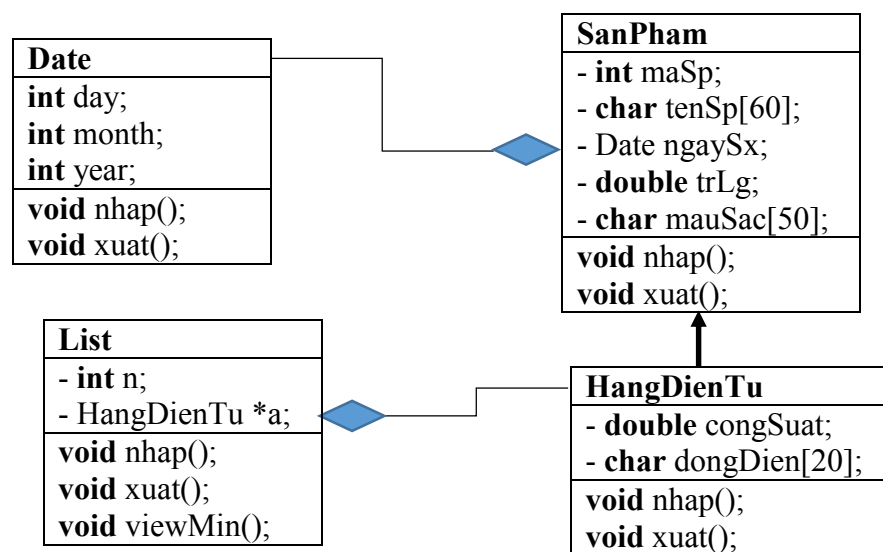 Date
int day;
int month;
int year;
void nhap();
void xuat();
SanPham
- int maSp;
- char tenSp[60];
- Date ngaySx;
- double trLg;
- char mauSac[50];
void nhap();
void xuat();
List
- int n;
- HangDienTu *a;
void nhap();
void xuat();
void viewMin();
HangDienTu
- double congSuat;
- char dongDien[20];
void nhap();
void xuat();